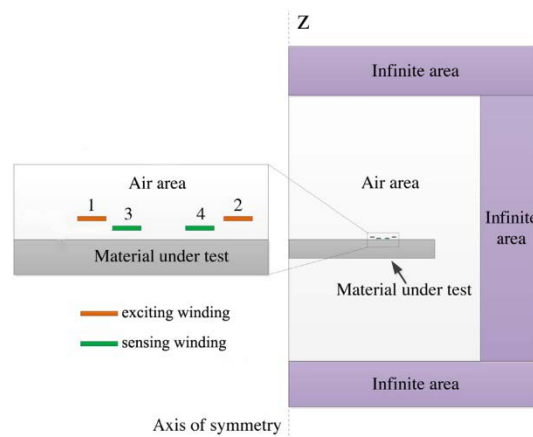 Z
Infinite area
Air area
1
2
3
4
Material under test
Air area
Infinite
area
Material under test
exciting winding
sensing winding
Infinite area
Axis of symmetry